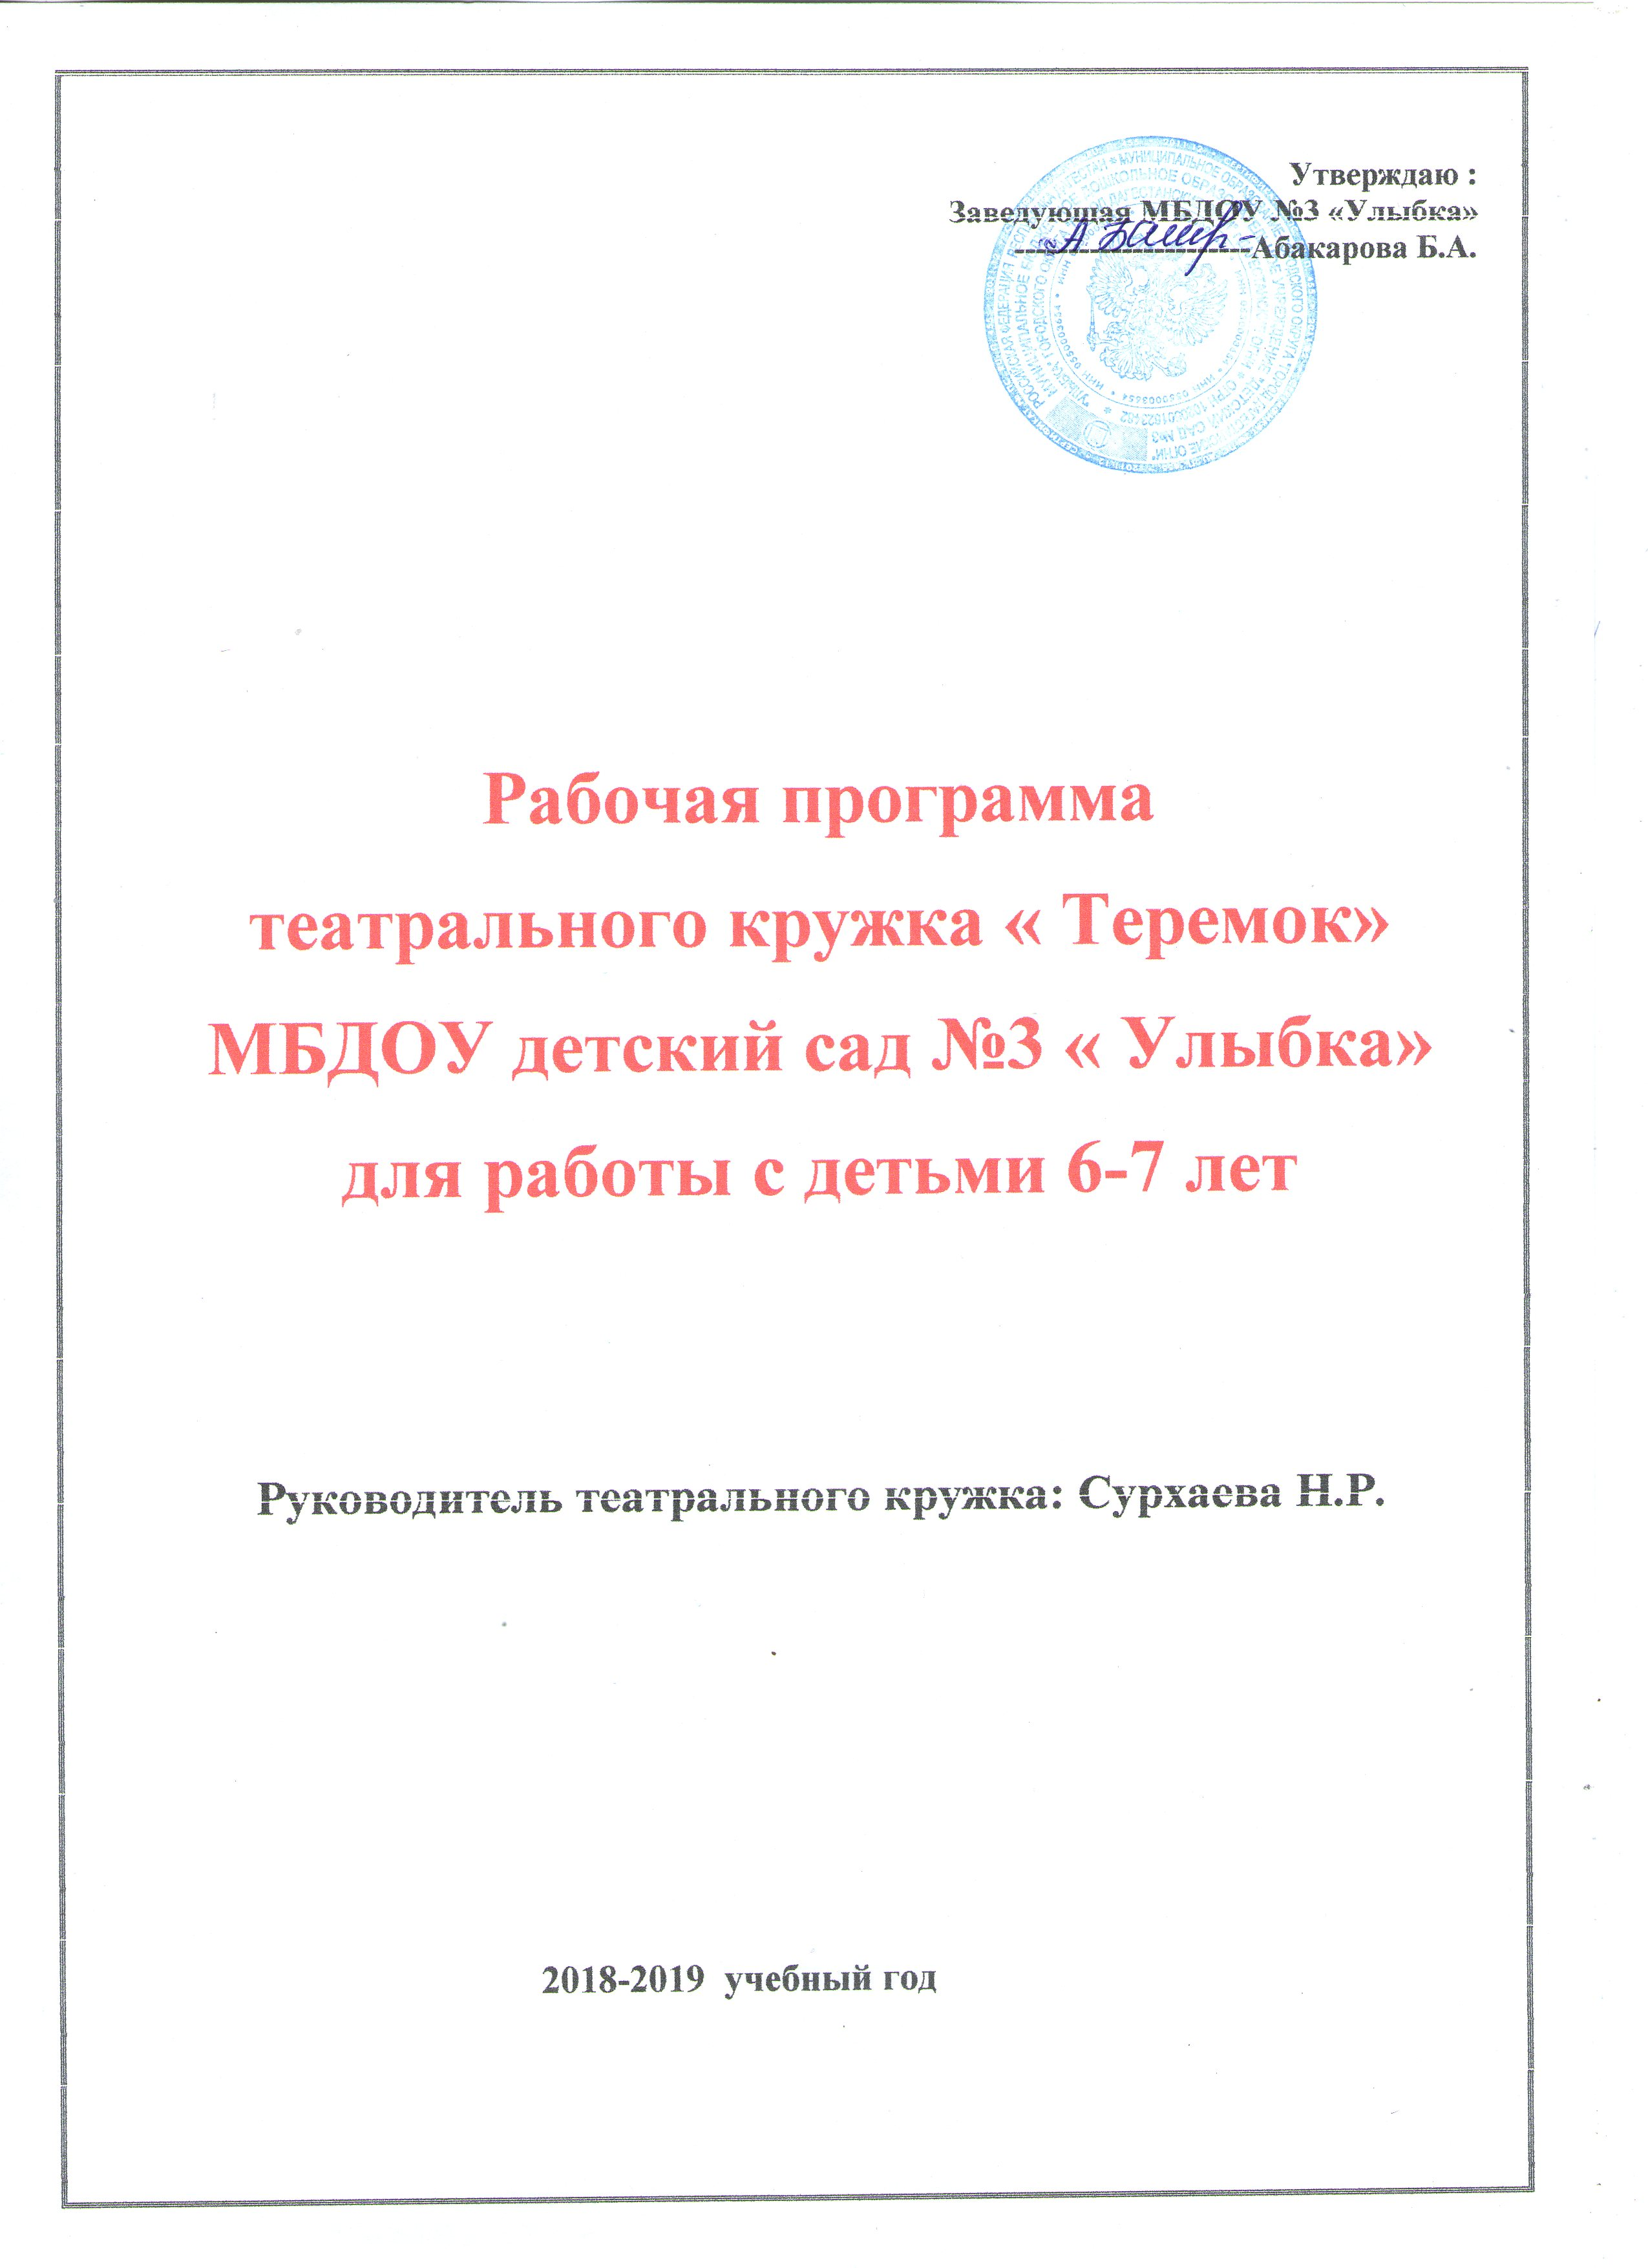 Утверждаю :
Заведующая МБДОУ №3 «Улыбка»
Абакарова Б.А.
Рабочая программа
театрального кружка « Теремок»
МБДОУ детский сад №3 « Улыбка»
для работы с детьми 6-7 лет
Руководитель театрального кружка: Сурхаева Н.Р.
2018-2019 учебный год